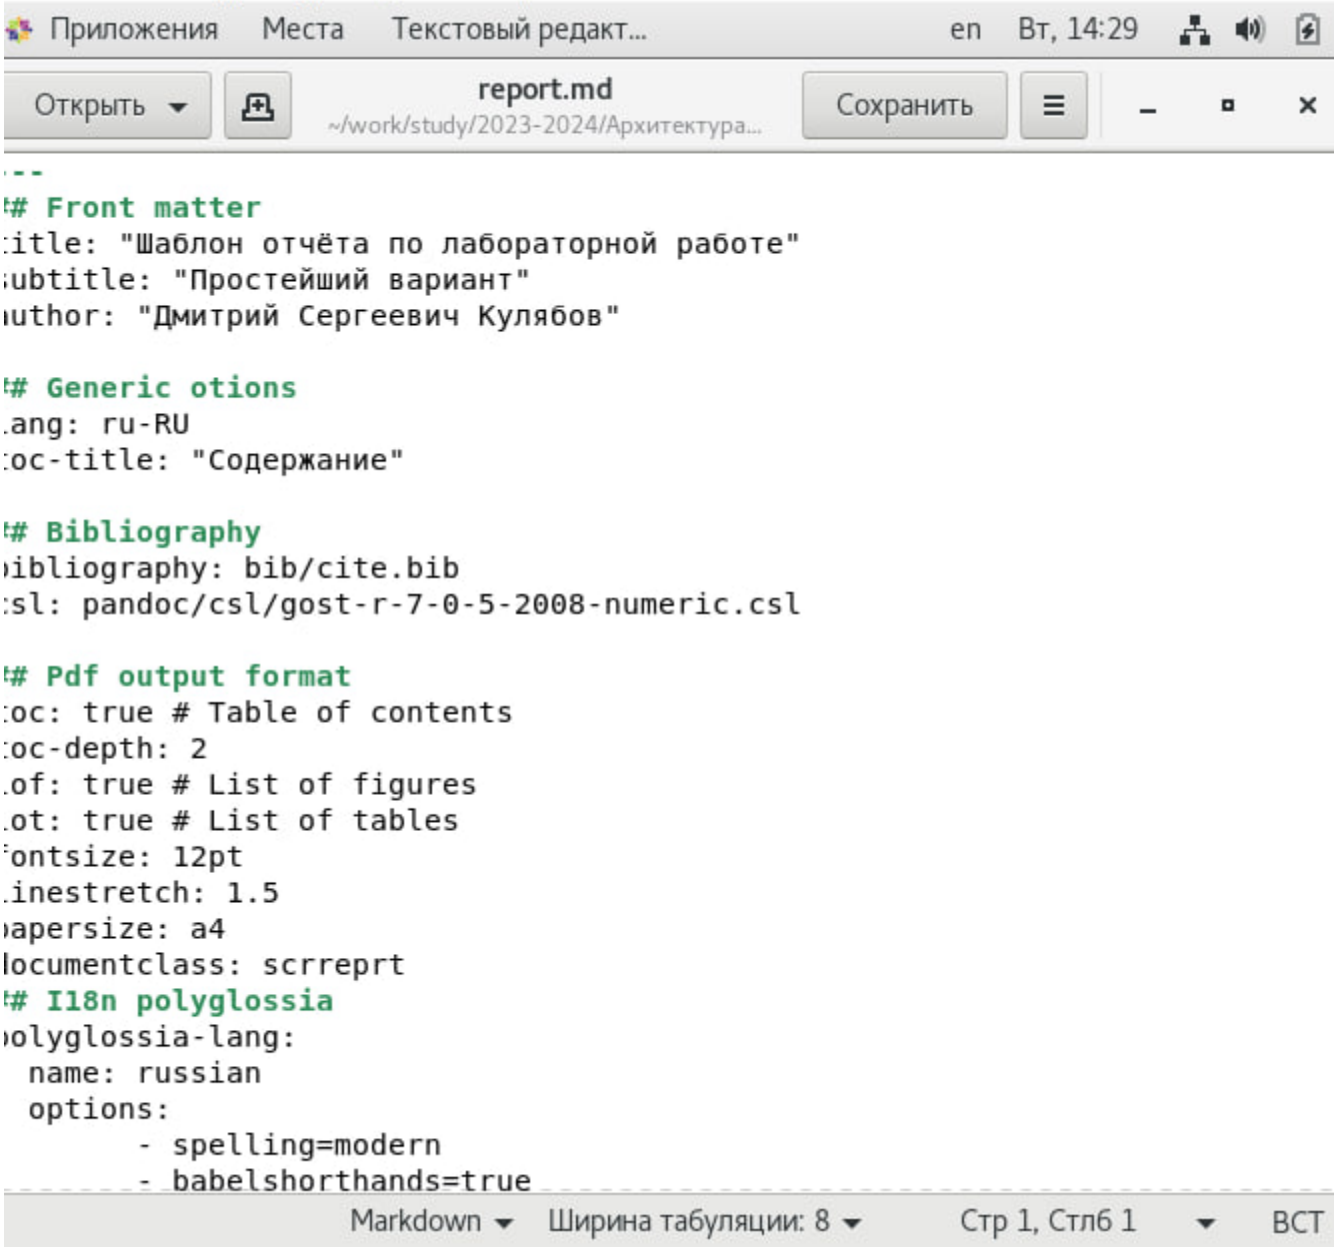 Приложения Места Текстовый редакт... en Вт, 14:29
Открыть report.md Сохранить
~/work/study/2023-2024/Архитектура...
---
## Front matter
title: "Шаблон отчёта по лабораторной работе"
subtitle: "Простейший вариант"
author: "Дмитрий Сергеевич Кулябов"
## Generic otions
lang: ru-RU
toc-title: "Содержание"
## Bibliography
bibliography: bib/cite.bib
csl: pandoc/csl/gost-r-7-0-5-2008-numeric.csl
## Pdf output format
toc: true # Table of contents
toc-depth: 2
lof: true # List of figures
lot: true # List of tables
fontsize: 12pt
linestretch: 1.5
papersize: a4
documentclass: scrreprt
## I18n polyglossia
polyglossia-lang:
name: russian
options:
- spelling=modern
- babelshorthands=true
Markdown Ширина табуляции: 8 Стр 1, Стлб 1 ВСТ